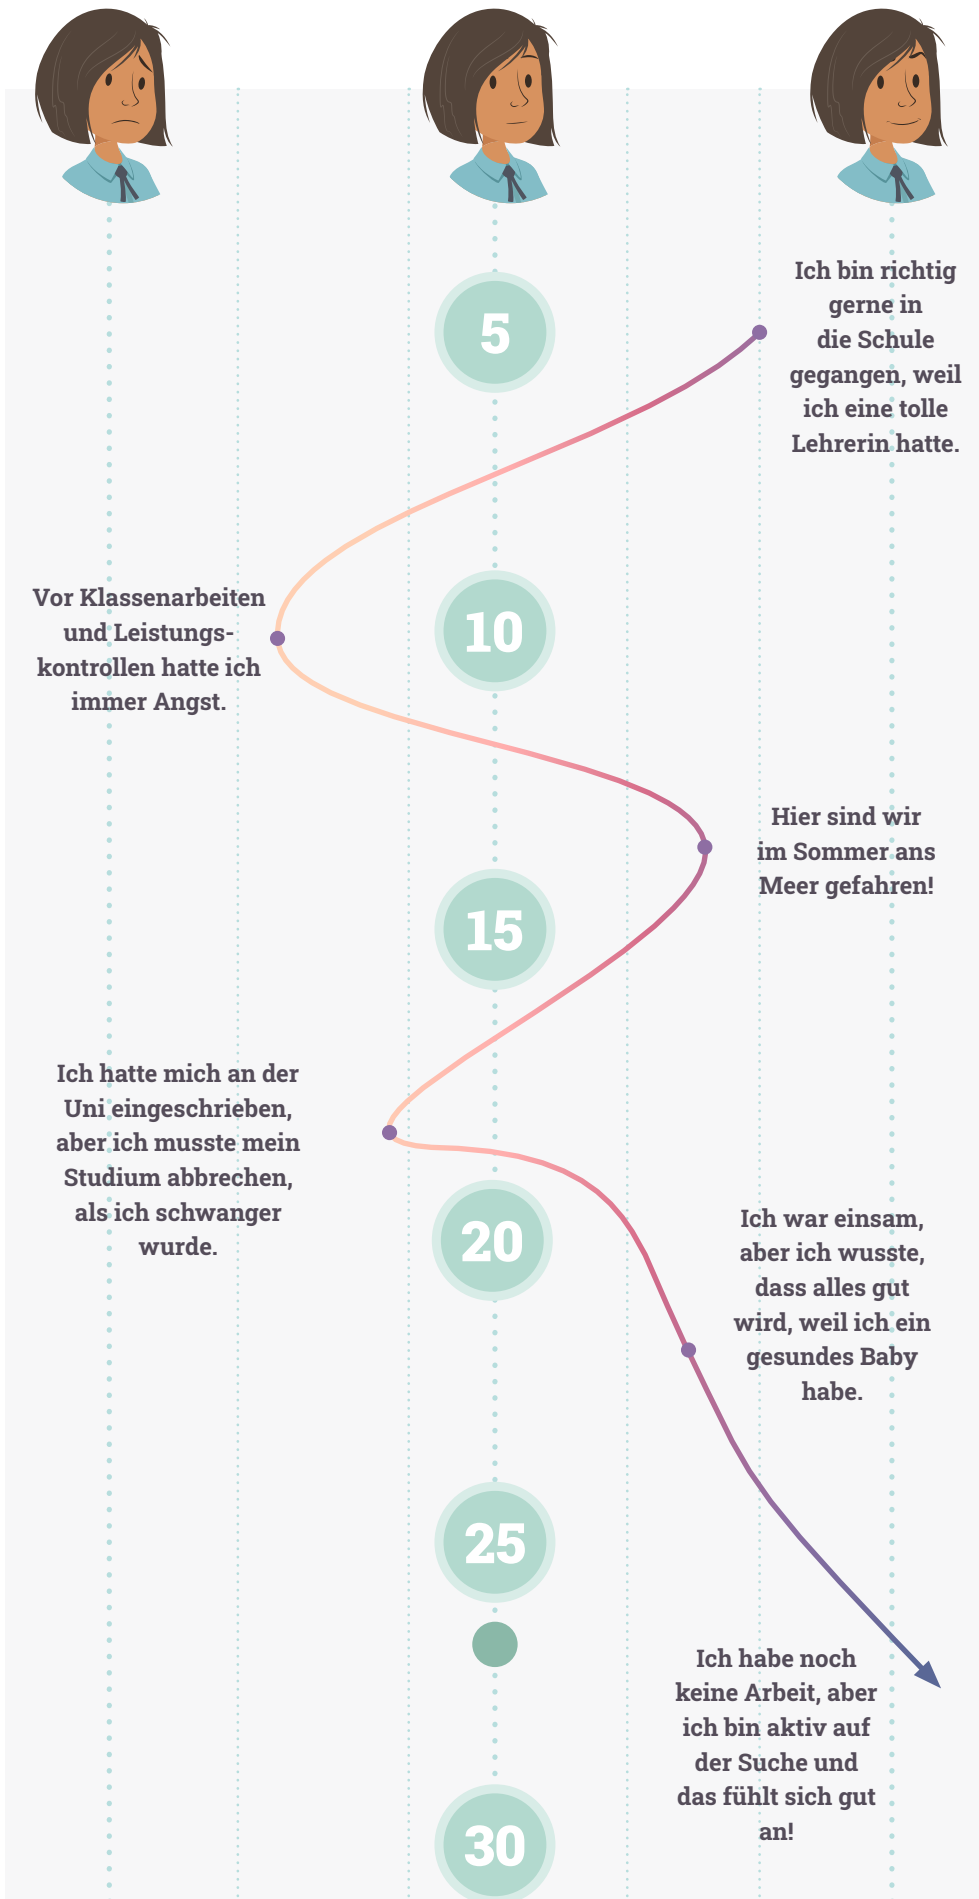 5
Ich bin richtig
gerne in
die Schule
gegangen, weil
ich eine tolle
Lehrerin hatte.
Vor Klassenarbeiten
und Leistungs-
kontrollen hatte ich
immer Angst.
10
Hier sind wir
im Sommer ans
Meer gefahren!
15
Ich hatte mich an der
Uni eingeschrieben,
aber ich musste mein
Studium abbrechen,
als ich schwanger
wurde.
20
Ich war einsam,
aber ich wusste,
dass alles gut
wird, weil ich ein
gesundes Baby
habe.
25
Ich habe noch
keine Arbeit, aber
ich bin aktiv auf
der Suche und
das fühlt sich gut
an!
30